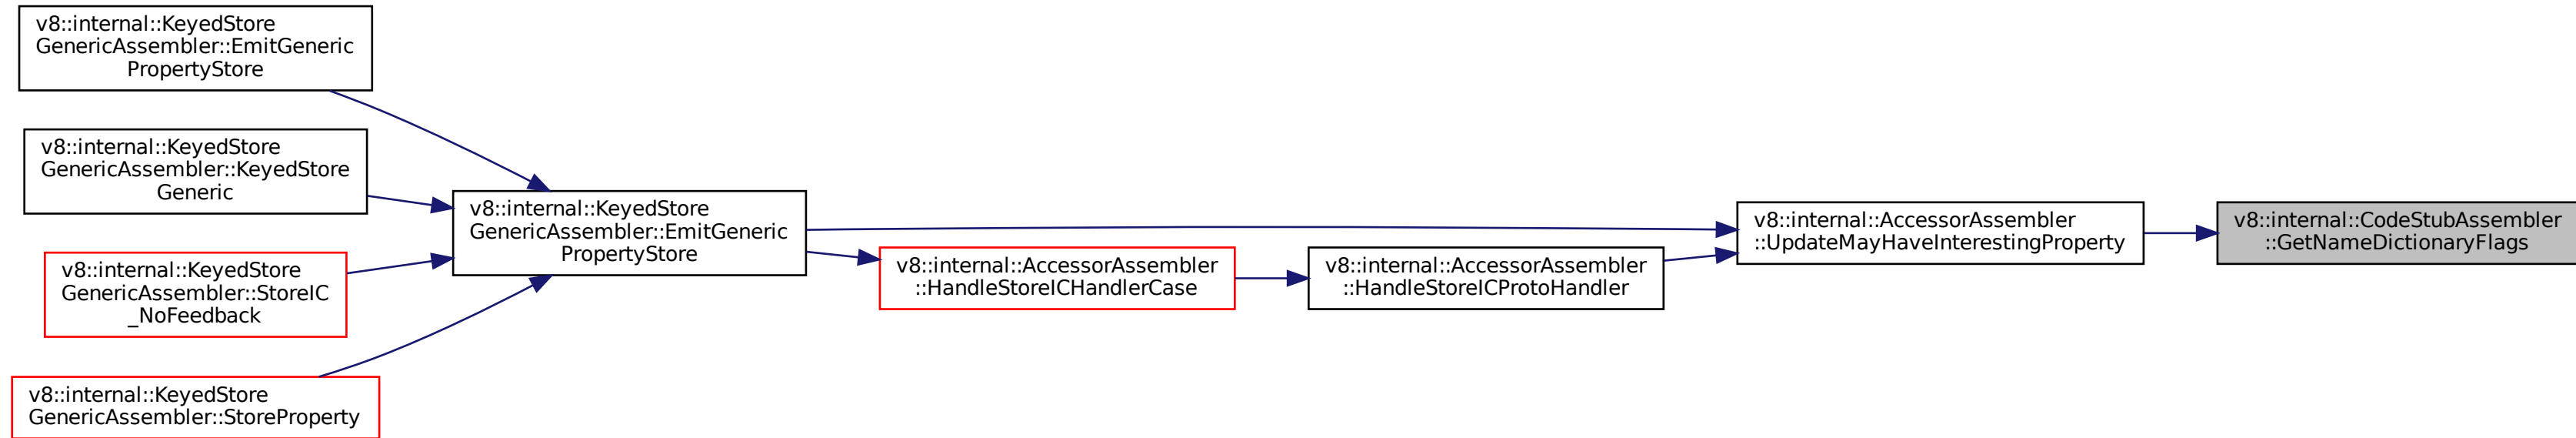 v8::internal::KeyedStore
GenericAssembler::EmitGeneric
PropertyStore
v8::internal::KeyedStore
GenericAssembler::KeyedStore
Generic
v8::internal::KeyedStore
GenericAssembler::StoreIC
_NoFeedback
v8::internal::KeyedStore
GenericAssembler::StoreProperty
v8::internal::KeyedStore
GenericAssembler::EmitGeneric
PropertyStore
v8::internal::AccessorAssembler
::HandleStoreICHandlerCase
v8::internal::AccessorAssembler
::HandleStoreICProtoHandler
v8::internal::AccessorAssembler
::UpdateMayHaveInterestingProperty
v8::internal::CodeStubAssembler
::GetNameDictionaryFlags